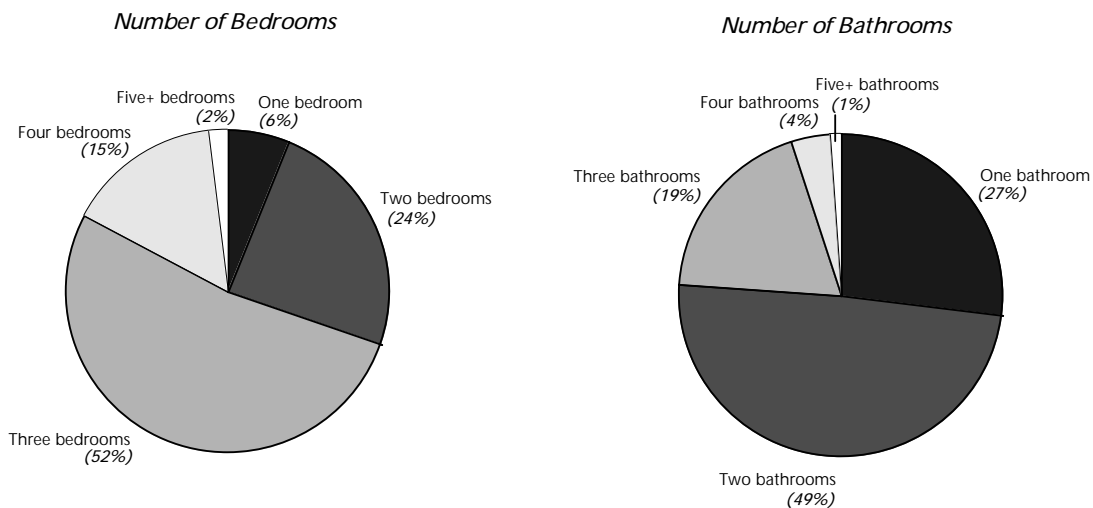 Number of Bedrooms
Five+ bedrooms
(2%)
One bedroom
(6%)
Four bedrooms
(15%)
Two bedrooms
(24%)
Three bedrooms
(52%)
Number of Bathrooms
Five+ bathrooms
(1%)
Four bathrooms
(4%)
Three bathrooms
(19%)
One bathroom
(27%)
Two bathrooms
(49%)